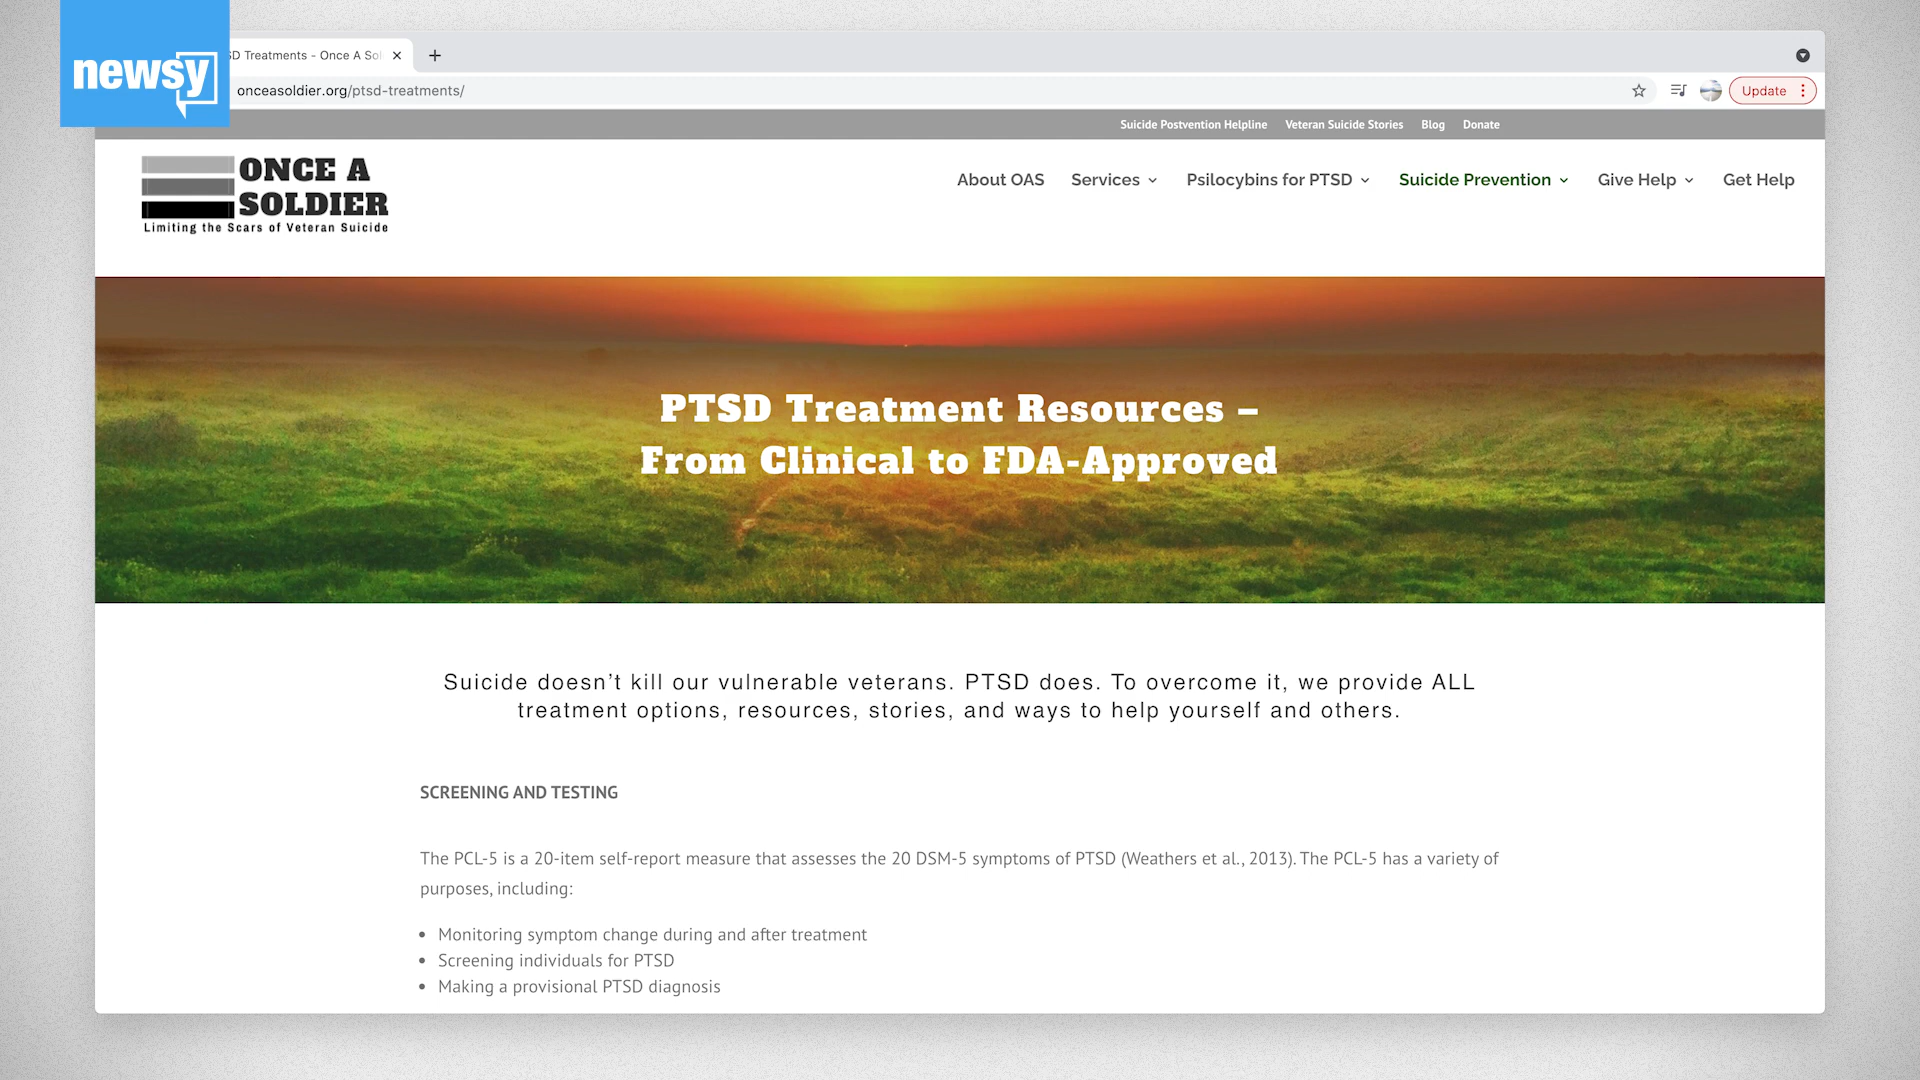 newsy
SD Treatments - Once A Sol
onceasoldier.org/ptsd-treatments/
Update
Suicide Postvention Helpline Veteran Suicide Stories Blog Donate
ONCE A
SOLDIER
Limiting the Scars of Veteran Suicide
About OAS Services Psilocybins for PTSD Suicide Prevention Give Help Get Help
PTSD Treatment Resources –
From Clinical to FDA-Approved
Suicide doesn’t kill our vulnerable veterans. PTSD does. To overcome it, we provide ALL
treatment options, resources, stories, and ways to help yourself and others.
SCREENING AND TESTING
The PCL-5 is a 20-item self-report measure that assesses the 20 DSM-5 symptoms of PTSD (Weathers et al., 2013). The PCL-5 has a variety of
purposes, including:
• Monitoring symptom change during and after treatment
• Screening individuals for PTSD
• Making a provisional PTSD diagnosis